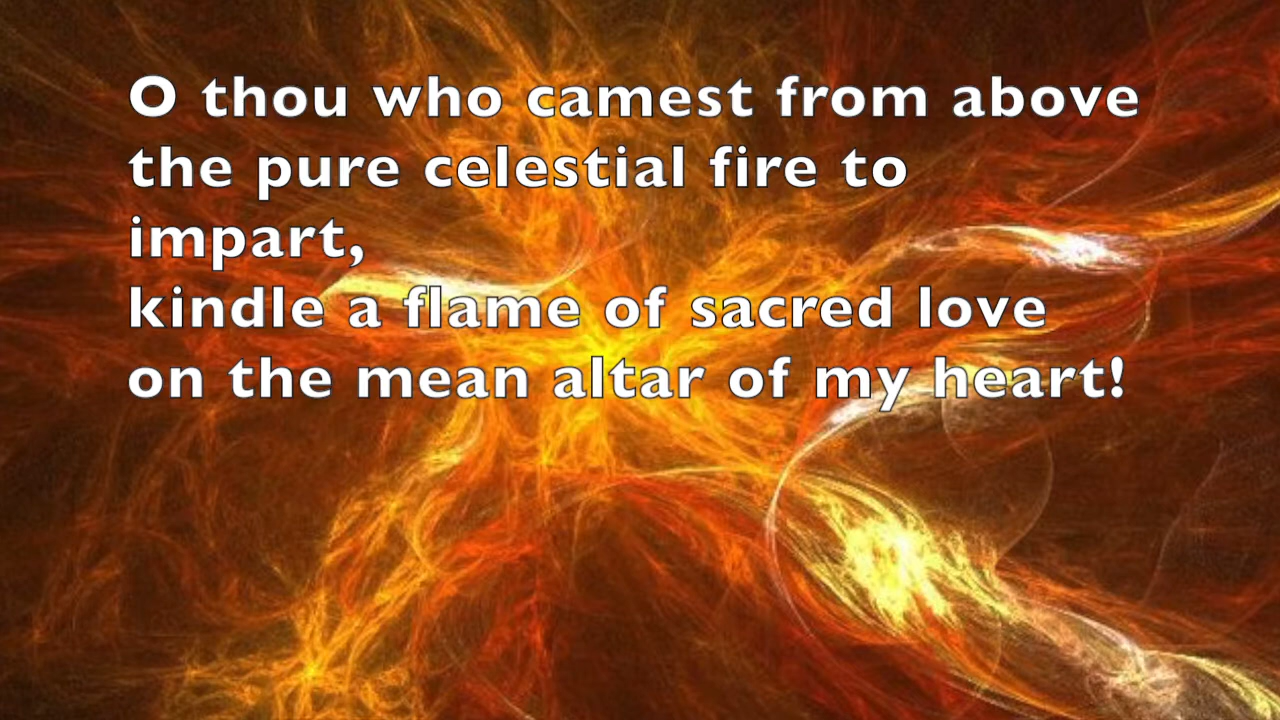 O thou who camest from above
the pure celestial fire to
impart,
kindle a flame of sacred love
on the mean altar of my heart!